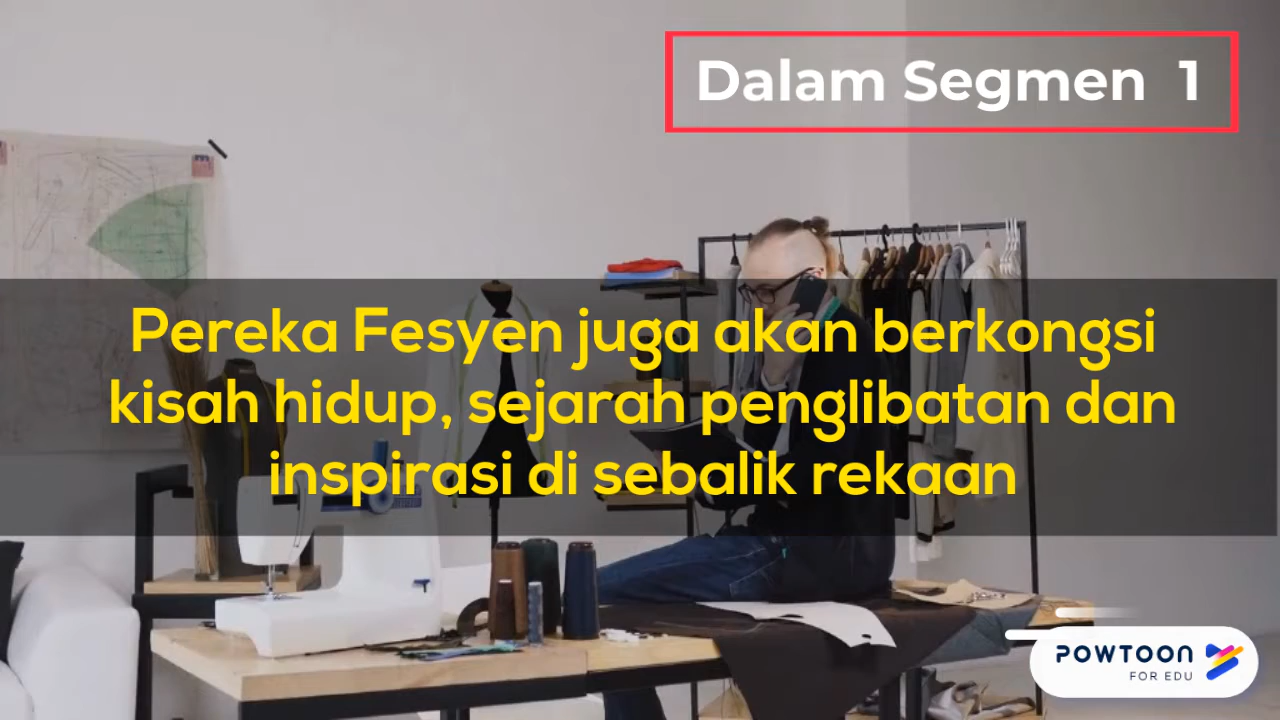 Dalam Segmen 1
Pereka Fesyen juga akan berkongsi
kisah hidup, sejarah penglibatan dan
inspirasi di sebalik rekaan
POWTOON
FOR EDU